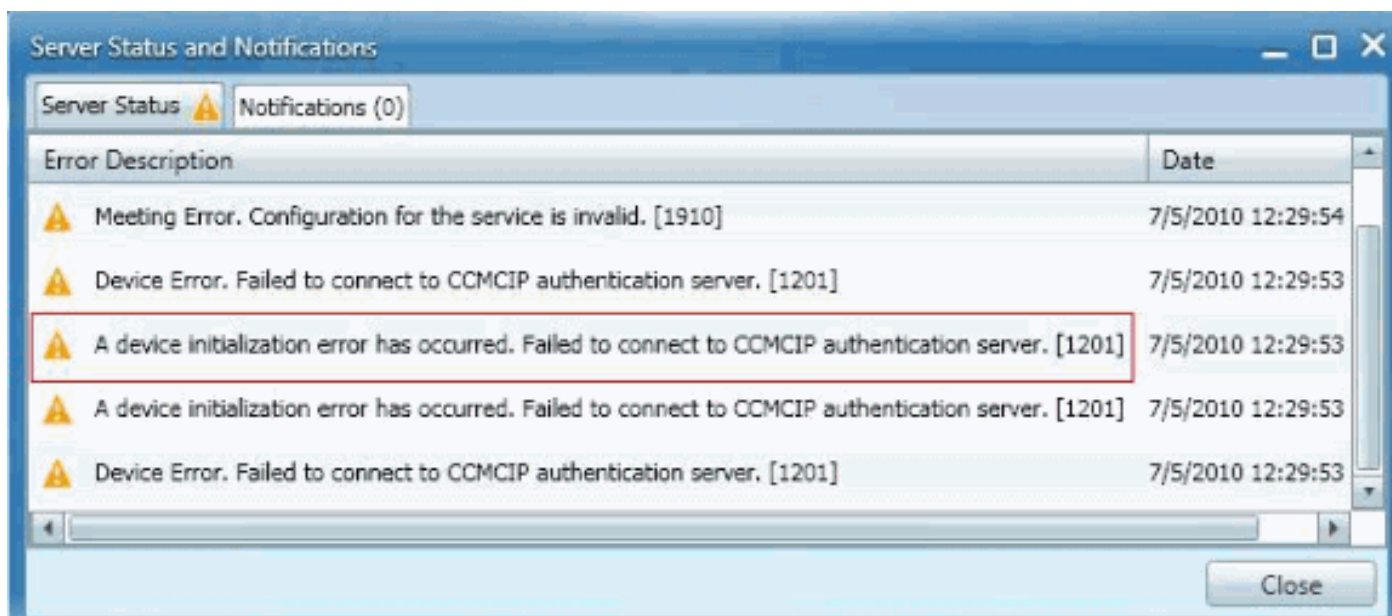 Server Status and Notifications
Server Status Notifications (0)
Error Description Date
Meeting Error. Configuration for the service is invalid. [1910] 7/5/2010 12:29:54
Device Error. Failed to connect to CCMCIP authentication server. [1201] 7/5/2010 12:29:53
A device initialization error has occurred. Failed to connect to CCMCIP authentication server. [1201] 7/5/2010 12:29:53
A device initialization error has occurred. Failed to connect to CCMCIP authentication server. [1201] 7/5/2010 12:29:53
Device Error. Failed to connect to CCMCIP authentication server. [1201] 7/5/2010 12:29:53
Close